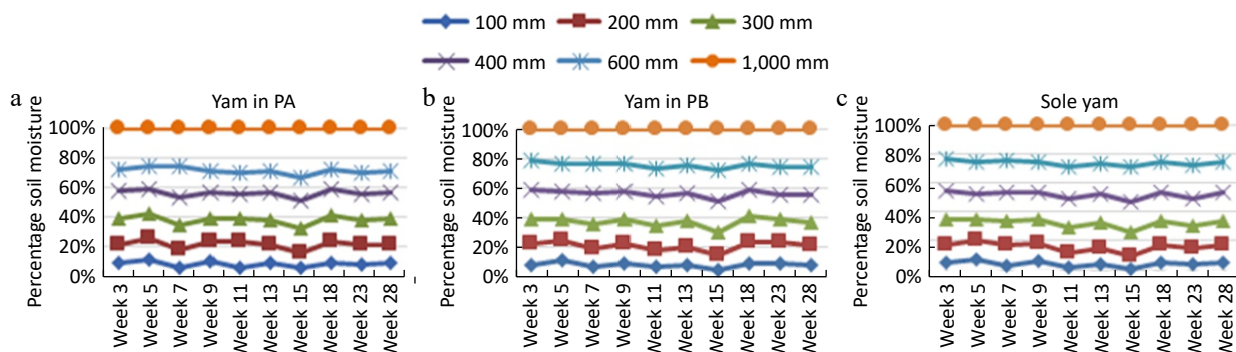 100 mm 200 mm 300 mm
400 mm 600 mm 1,000 mm
a Yam in PA
Percentage soil moisture
100%
80%
60%
40%
20%
0%
Week 3
Week 5
Week 7
Week 9
Week 11
Week 13
Week 15
Week 18
Week 23
Week 28
b Yam in PB
Percentage soil moisture
100%
80%
60%
40%
20%
0%
Week 3
Week 5
Week 7
Week 9
Week 11
Week 13
Week 15
Week 18
Week 23
Week 28
c Sole yam
Percentage soil moisture
100%
80%
60%
40%
20%
0%
Week 3
Week 5
Week 7
Week 9
Week 11
Week 13
Week 15
Week 18
Week 23
Week 28